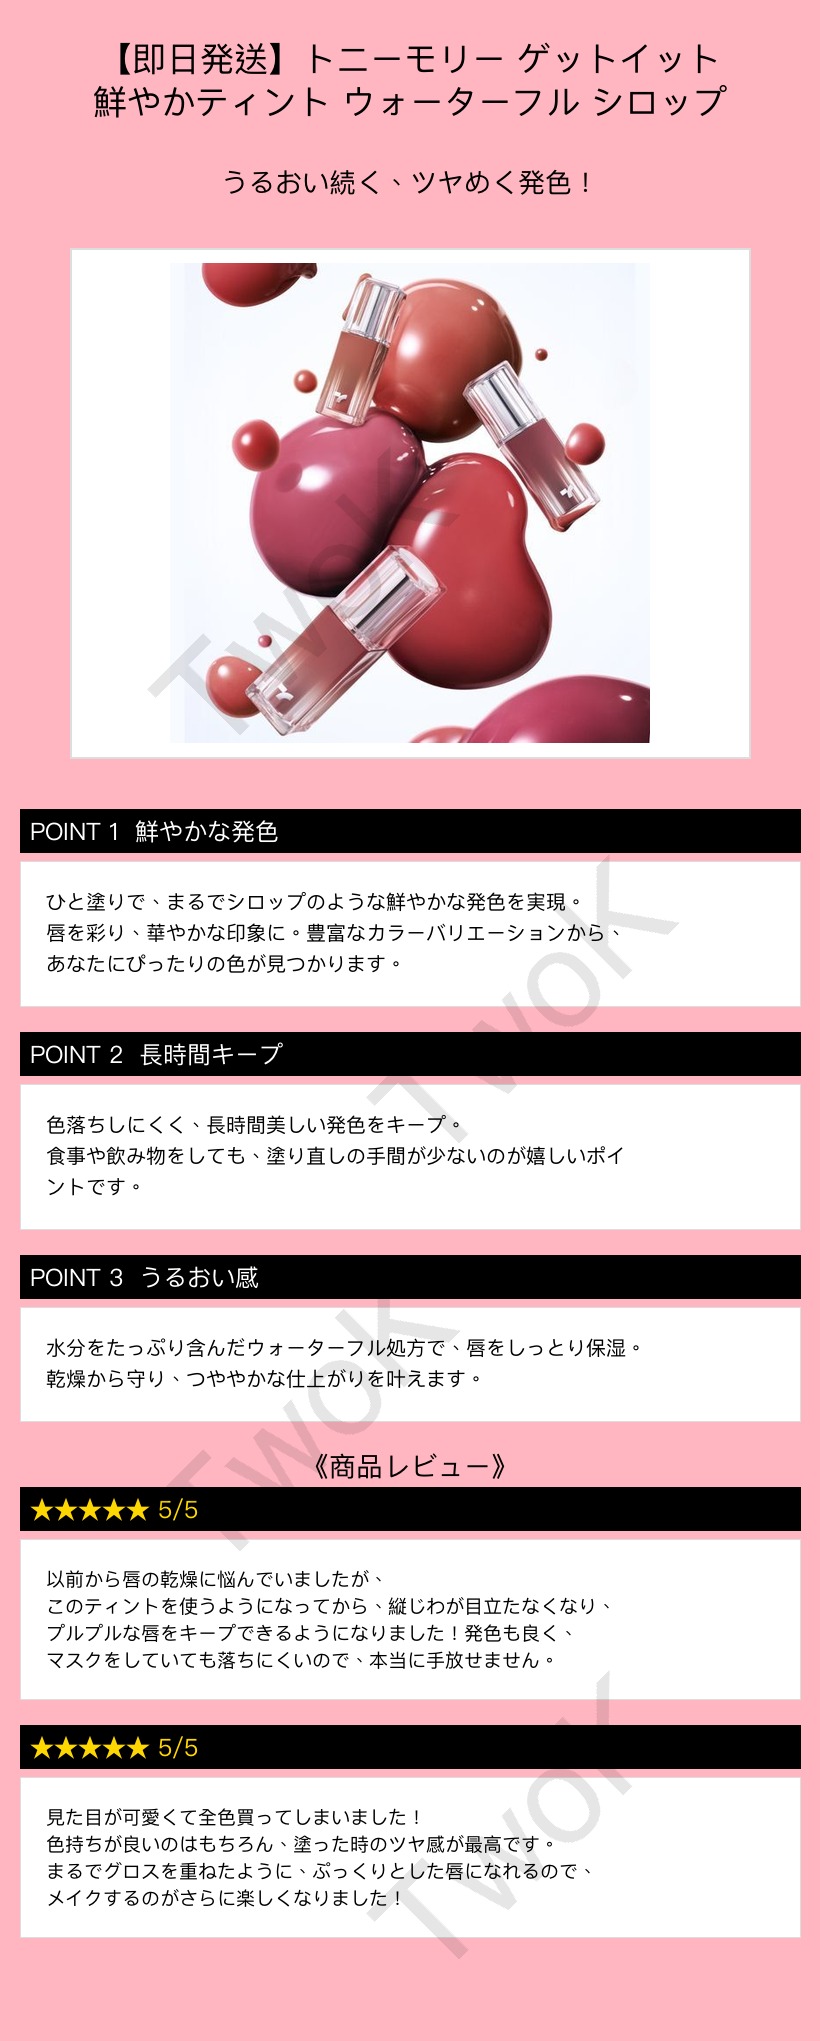 【即日発送】トニーモリー ゲットイット
鮮やかティント ウォーターフル シロップ
うるおい続く、ツヤめく発色！
TwoK
POINT 1 鮮やかな発色
ひと塗りで、まるでシロップのような鮮やかな発色を実現。
唇を彩り、華やかな印象に。豊富なカラーバリエーションから、
あなたにぴったりの色が見つかります。
TwoK
POINT 2 長時間キープ
色落ちしにくく、長時間美しい発色をキープ。
食事や飲み物をしても、塗り直しの手間が少ないのが嬉しいポイ
ントです。
POINT 3 うるおい感
水分をたっぷり含んだウォーターフル処方で、唇をしっとり保湿。
乾燥から守り、つややかな仕上がりを叶えます。
TwoK
《商品レビュー》
★★★★★ 5/5
以前から唇の乾燥に悩んでいましたが、
このティントを使うようになってから、縦じわが目立たなくなり、
プルプルな唇をキープできるようになりました！発色も良く、
マスクをしていても落ちにくいので、本当に手放せません。
★★★★★ 5/5
見た目が可愛くて全色買ってしまいました！
色持ちが良いのはもちろん、塗った時のツヤ感が最高です。
まるでグロスを重ねたように、ぷっくりとした唇になれるので、
メイクするのがさらに楽しくなりました！
TwoK